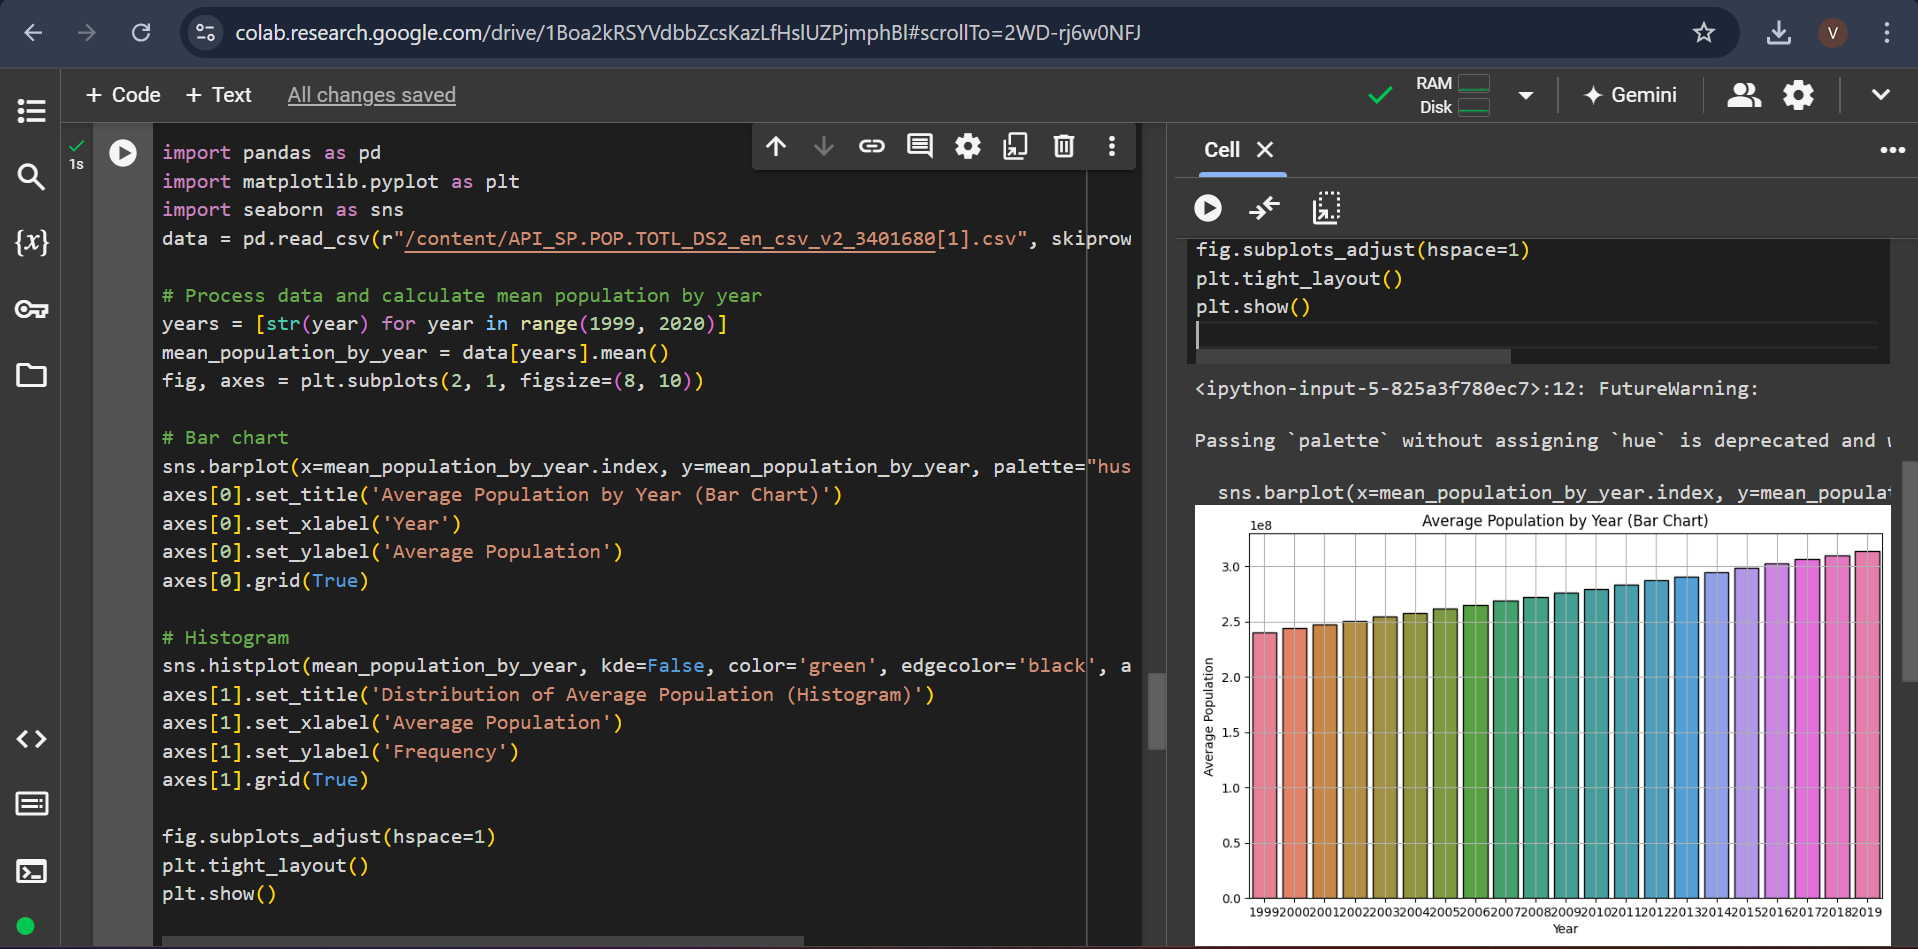 colab.research.google.com/drive/1Boa2kRSYVdbbZcsKazLfHslUZPjmphBl#scrollTo=2WD-rj6w0NFJ
V
+ Code + Text All changes saved
RAM
Disk
Gemini
1s
import pandas as pd
import matplotlib.pyplot as plt
import seaborn as sns
data = pd.read_csv(r"/content/API_SP.POP.TOTL_DS2_en_csv_v2_3401680[1].csv", skiprow
# Process data and calculate mean population by year
years = [str(year) for year in range(1999, 2020)]
mean_population_by_year = data[years].mean()
fig, axes = plt.subplots(2, 1, figsize=(8, 10))
# Bar chart
sns.barplot(x=mean_population_by_year.index, y=mean_population_by_year, palette="hus
axes[0].set_title('Average Population by Year (Bar Chart)')
axes[0].set_xlabel('Year')
axes[0].set_ylabel('Average Population')
axes[0].grid(True)
# Histogram
sns.histplot(mean_population_by_year, kde=False, color='green', edgecolor='black', a
axes[1].set_title('Distribution of Average Population (Histogram)')
axes[1].set_xlabel('Average Population')
axes[1].set_ylabel('Frequency')
axes[1].grid(True)
fig.subplots_adjust(hspace=1)
plt.tight_layout()
plt.show()
Cell
fig.subplots_adjust(hspace=1)
plt.tight_layout()
plt.show()
<ipython-input-5-825a3f780ec7>:12: FutureWarning:
Passing `palette` without assigning `hue` is deprecated and
sns.barplot(x=mean_population_by_year.index, y=mean_populat
Average Population by Year (Bar Chart)
1e8
3.0
2.5
2.0
1.5
1.0
0.5
0.0
Average Population
1999 2000 2001 2002 2003 2004 2005 2006 2007 2008 2009 2010 2011 2012 2013 2014 2015 2016 2017 2018 2019
Year